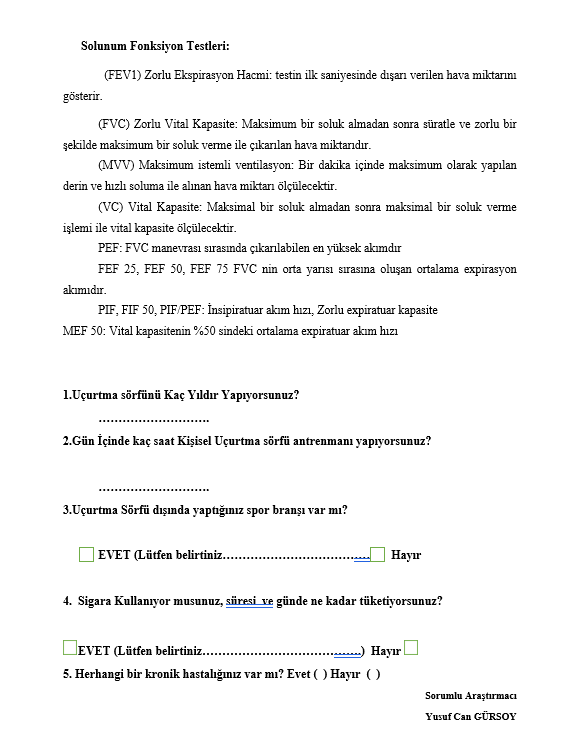 Solunum Fonksiyon Testleri:
(FEV1) Zorlu Ekspirasyon Hacmi: testin ilk saniyesinde dışarı verilen hava miktarını
gösterir.
(FVC) Zorlu Vital Kapasite: Maksimum bir soluk almadan sonra süratle ve zorlu bir
şekilde maksimum bir soluk verme ile çıkarılan hava miktarıdır.
(MVV) Maksimum istemli ventilasyon: Bir dakika içinde maksimum olarak yapılan
derin ve hızlı soluma ile alınan hava miktarı ölçülecektir.
(VC) Vital Kapasite: Maksimal bir soluk almadan sonra maksimal bir soluk verme
işlemi ile vital kapasite ölçülecektir.
PEF: FVC manevrası sırasında çıkarılabilen en yüksek akımdır
FEF 25, FEF 50, FEF 75 FVC nin orta yarısı sırasına oluşan ortalama expirasyon
akımıdır.
PIF, FIF 50, PIF/PEF: İnsipiratuar akım hızı, Zorlu expiratuar kapasite
MEF 50: Vital kapasitenin %50 sindeki ortalama expiratuar akım hızı
1.Uçurtma sörfünü Kaç Yıldır Yapıyorsunuz?
……………………….
2.Gün İçinde kaç saat Kişisel Uçurtma sörfü antrenmanı yapıyorsunuz?
……………………….
3.Uçurtma Sörfü dışında yaptığınız spor branşı var mı?
EVET (Lütfen belirtiniz……………………………….. Hayır
4. Sigara Kullanıyor musunuz, süresi ve günde ne kadar tüketiyorsunuz?
EVET (Lütfen belirtiniz…………………………………..) Hayır
5. Herhangi bir kronik hastalığınız var mı? Evet ( ) Hayır ( )
Sorumlu Araştırmacı
Yusuf Can GÜRSOY